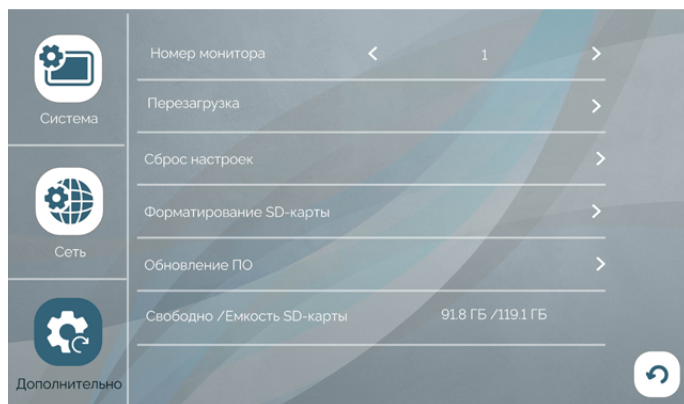 Система
Сеть
Дополнительно
Номер монитора 1
Перезагрузка
Сброс настроек
Форматирование SD-карты
Обновление ПО
Свободно /Емкость SD-карты 91.8 ГБ /119.1 ГБ